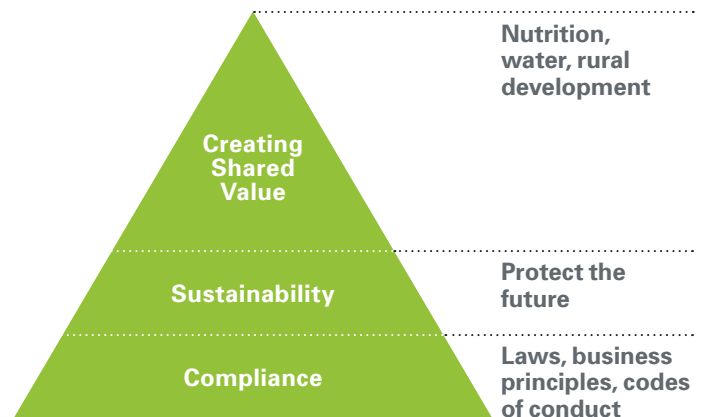 Nutrition,
water, rural
development
Creating
Shared
Value
Protect the
future
Sustainability
Laws, business
principles, codes
of conduct
Compliance